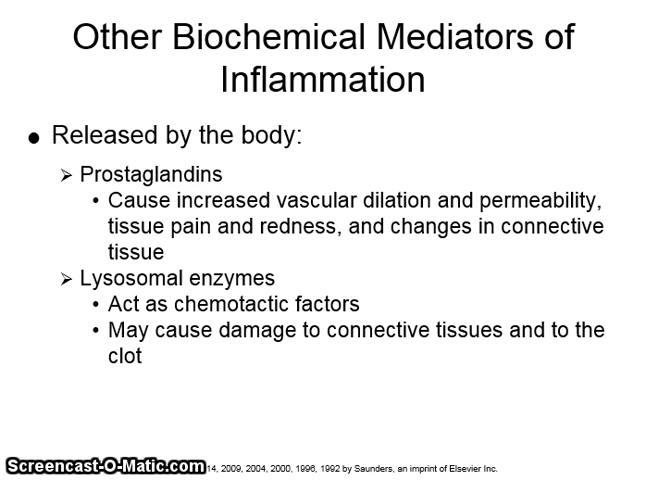 Other Biochemical Mediators of
Inflammation
● Released by the body:
➢ Prostaglandins
• Cause increased vascular dilation and permeability,
tissue pain and redness, and changes in connective
tissue
➢ Lysosomal enzymes
• Act as chemotactic factors
• May cause damage to connective tissues and to the
clot
Screencast-O-Matic.com 14, 2009, 2004, 2000, 1996, 1992 by Saunders, an imprint of Elsevier Inc.